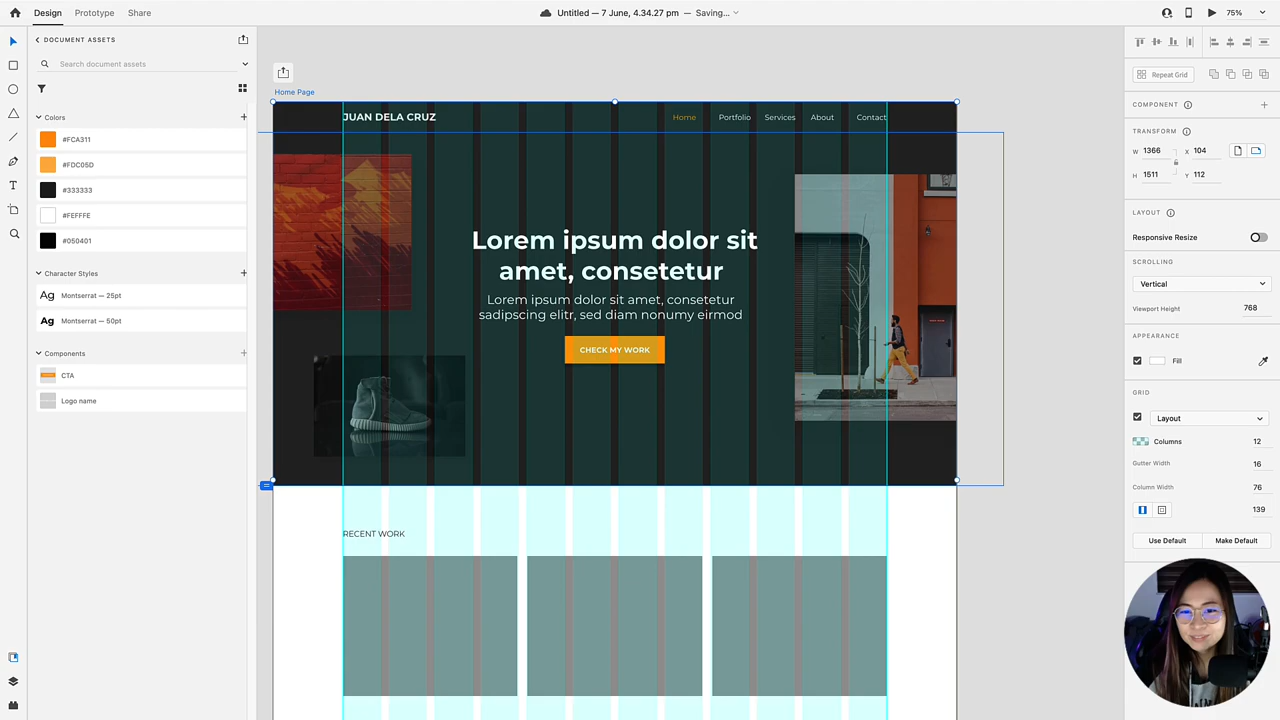 Design Prototype Share
Untitled — 7 June, 4.34.27 pm — Saving...
75%
DOCUMENT ASSETS
Search document assets
Colors
#FCA311
#FDC05D
#333333
#FEFFFE
#050401
Character Styles
Ag Montserrat — 25pt
Ag Montserrat — 50pt
Components
CTA
Logo name
Home Page
JUAN DELA CRUZ
Home Portfolio Services About Contact
Lorem ipsum dolor sit
amet, consetetur
Lorem ipsum dolor sit amet, consetetur
sadipscing elitr, sed diam nonumy eirmod
CHECK MY WORK
RECENT WORK
Repeat Grid
COMPONENT
TRANSFORM
W 1366 X 104
H 1511 Y 112
LAYOUT
Responsive Resize
SCROLLING
Vertical
Viewport Height 768
APPEARANCE
Fill
GRID
Layout
Columns 12
Gutter Width 16
Column Width 76
139
Use Default Make Default